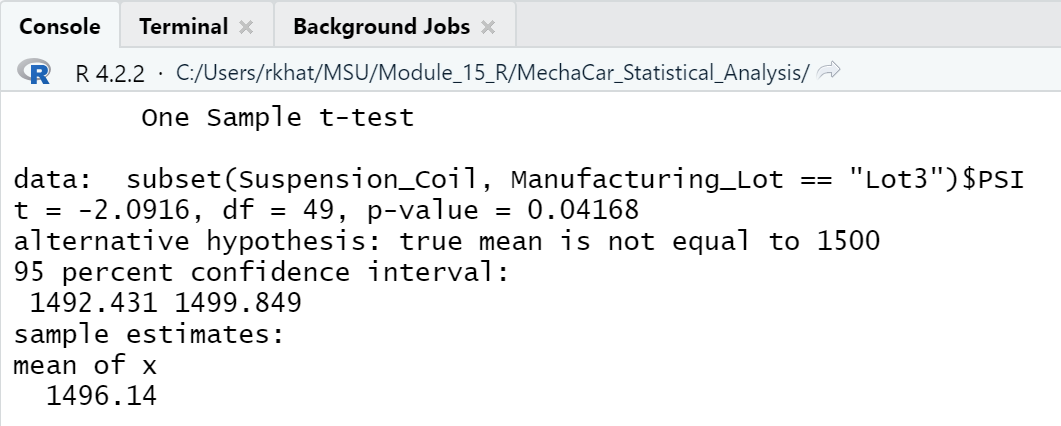 Console Terminal Background Jobs
R R 4.2.2 · C:/Users/rkhat/MSU/Module_15_R/MechaCar_Statistical_Analysis/
One Sample t-test
data: subset(Suspension_Coil, Manufacturing_Lot == "Lot3")$PSI
t = -2.0916, df = 49, p-value = 0.04168
alternative hypothesis: true mean is not equal to 1500
95 percent confidence interval:
1492.431 1499.849
sample estimates:
mean of x
1496.14